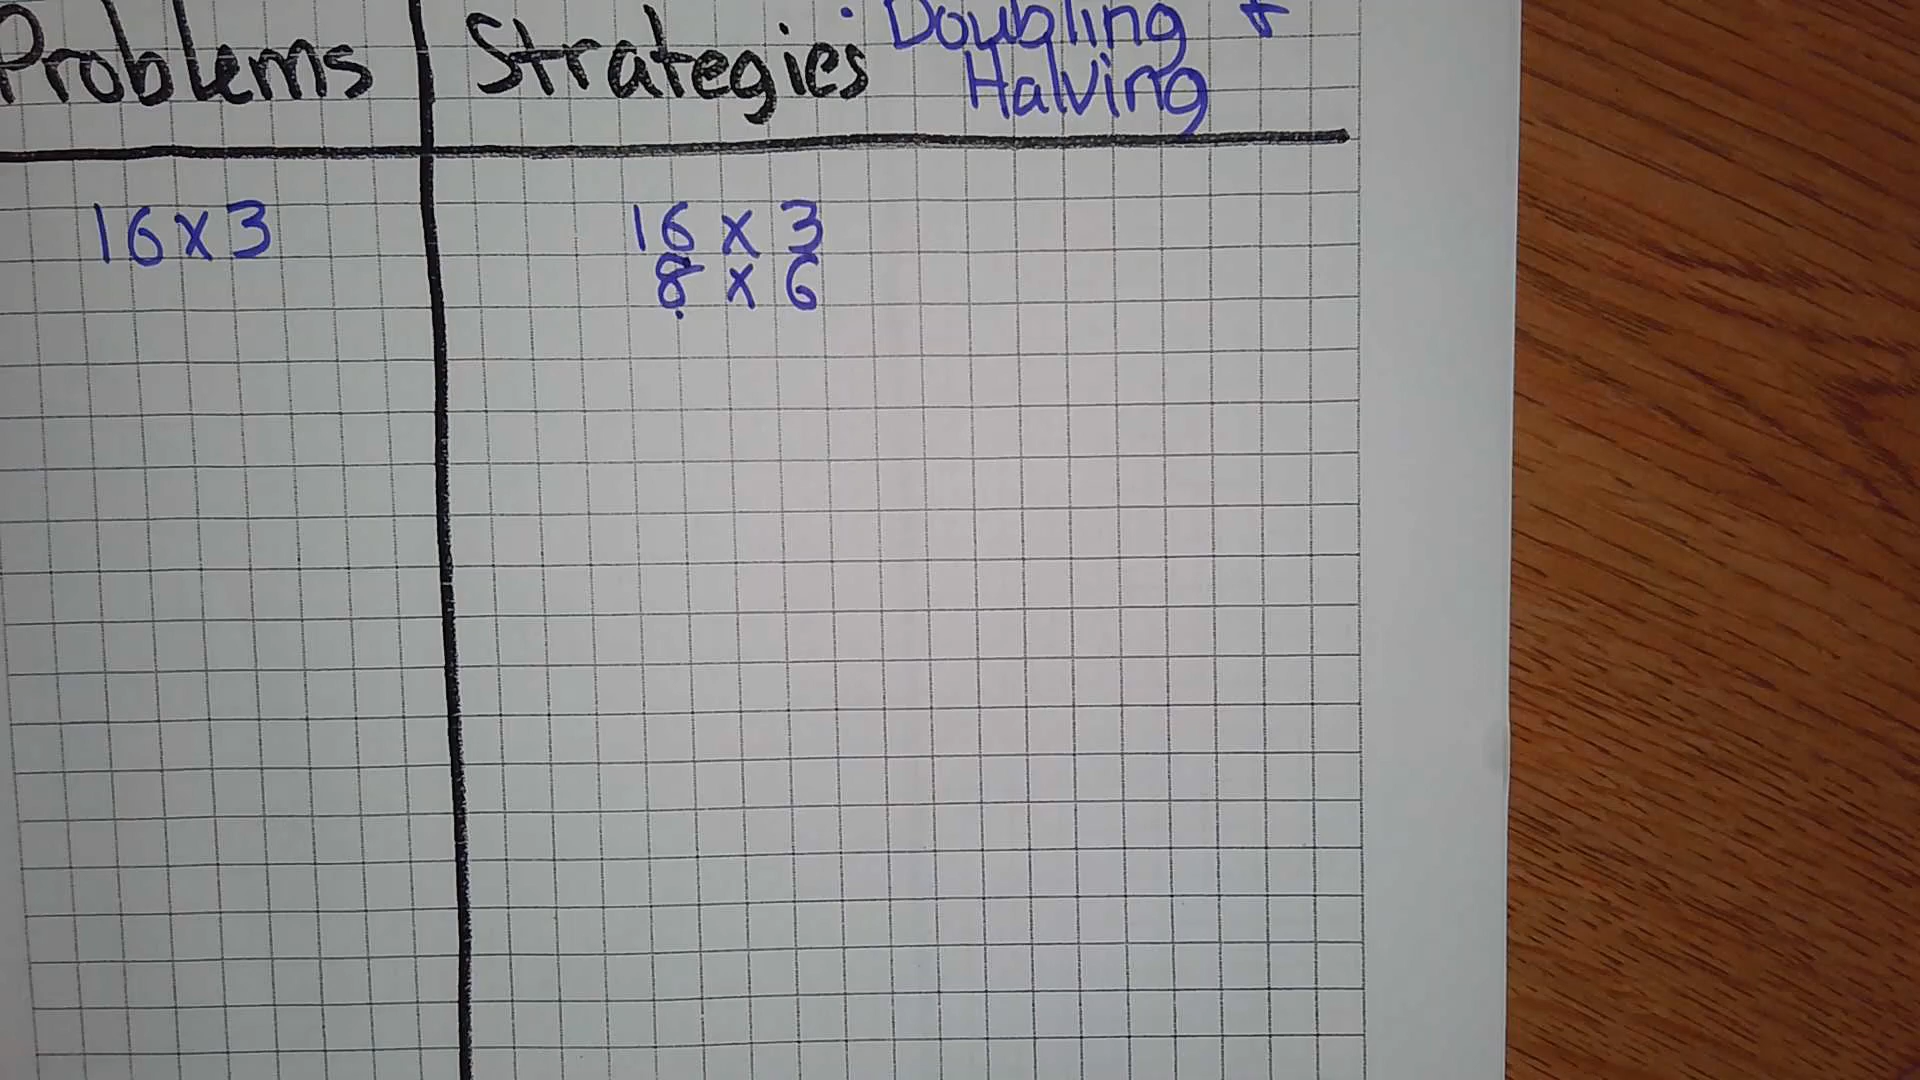 Problems
Strategies: Doubling +
Halving
16 x 3
16 x 3
8 x 6